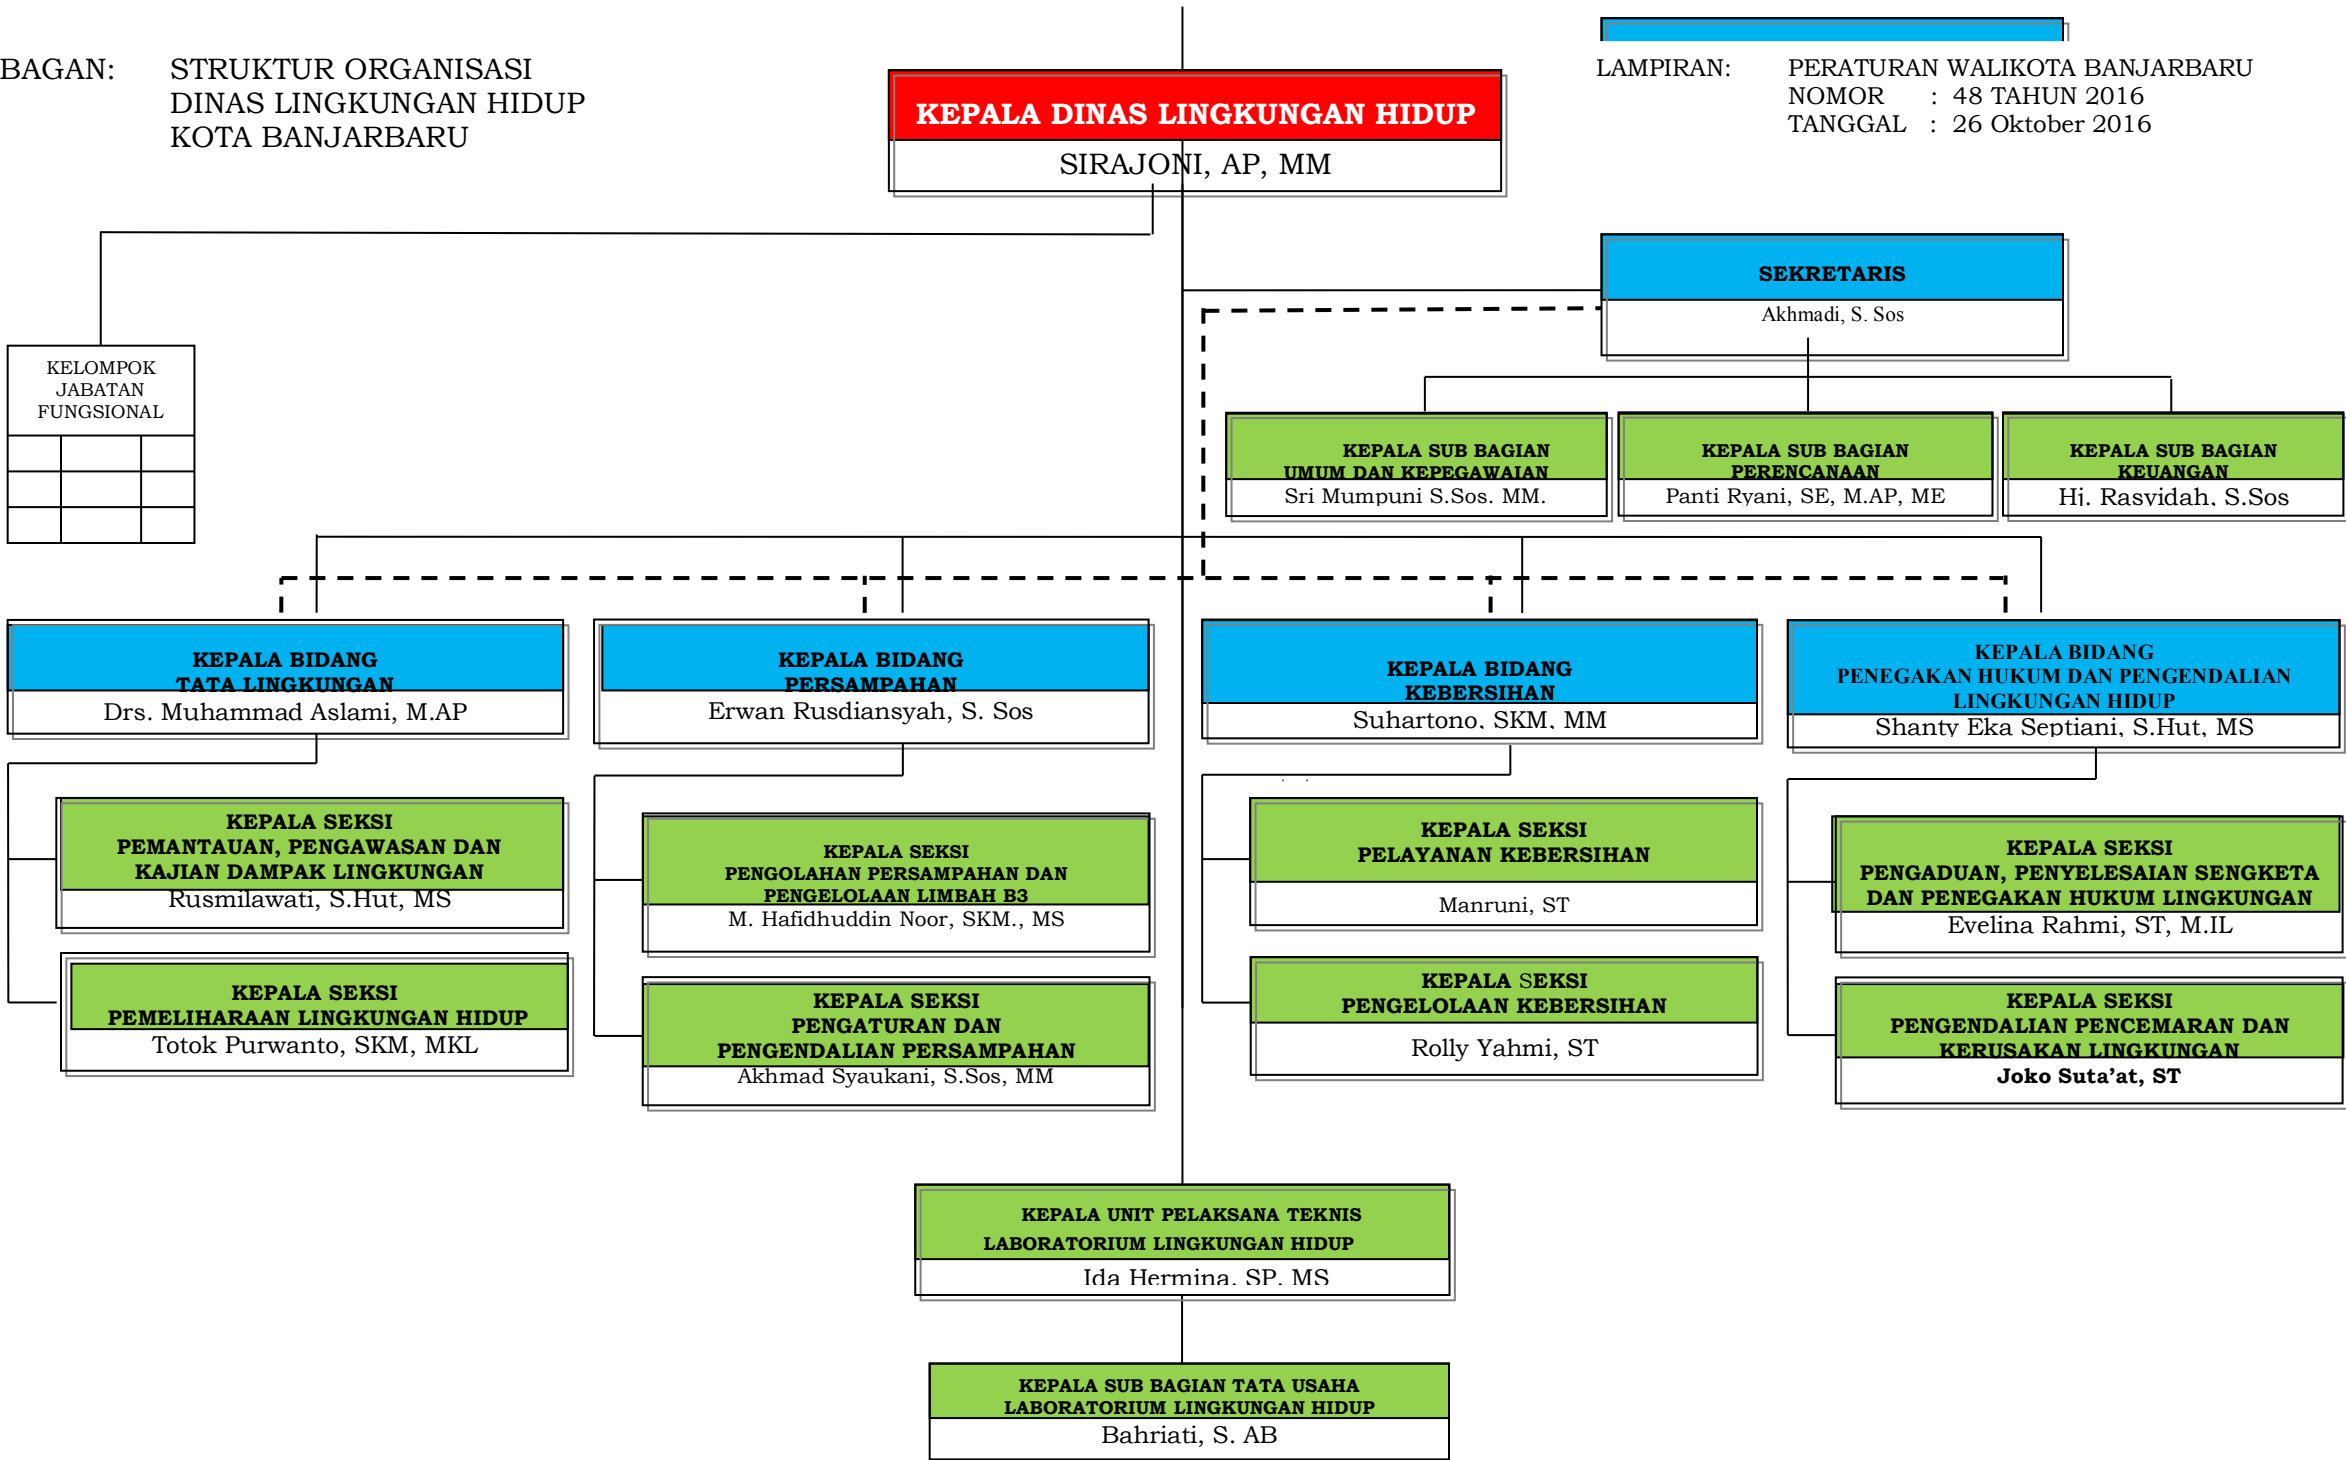 BAGAN: STRUKTUR ORGANISASI
DINAS LINGKUNGAN HIDUP
KOTA BANJARBARU
KEPALA DINAS LINGKUNGAN HIDUP
SIRAJONI, AP, MM
LAMPIRAN: PERATURAN WALIKOTA BANJARBARU
NOMOR : 48 TAHUN 2016
TANGGAL : 26 Oktober 2016
SEKRETARIS
Akhmadi, S. Sos
KELOMPOK
JABATAN
FUNGSIONAL
KEPALA SUB BAGIAN
UMUM DAN KEPEGAWAIAN
Sri Mumpuni S.Sos. MM.
KEPALA SUB BAGIAN
PERENCANAAN
Panti Ryani, SE, M.AP, ME
KEPALA SUB BAGIAN
KEUANGAN
Hj. Rasyidah, S.Sos
KEPALA BIDANG
TATA LINGKUNGAN
Drs. Muhammad Aslami, M.AP
KEPALA BIDANG
PERSAMPAHAN
Erwan Rusdiansyah, S. Sos
KEPALA BIDANG
KEBERSIHAN
Suhartono, SKM, MM
KEPALA BIDANG
PENEGAKAN HUKUM DAN PENGENDALIAN
LINGKUNGAN HIDUP
Shanty Eka Septiani, S.Hut, MS
KEPALA SEKSI
PEMANTAUAN, PENGAWASAN DAN
KAJIAN DAMPAK LINGKUNGAN
Rusmilawati, S.Hut, MS
KEPALA SEKSI
PEMELIHARAAN LINGKUNGAN HIDUP
Totok Purwanto, SKM, MKL
KEPALA SEKSI
PENGOLAHAN PERSAMPAHAN DAN
PENGELOLAAN LIMBAH B3
M. Hafidhuddin Noor, SKM., MS
KEPALA SEKSI
PENGATURAN DAN
PENGENDALIAN PERSAMPAHAN
Akhmad Syaukani, S.Sos, MM
KEPALA SEKSI
PELAYANAN KEBERSIHAN
Manruni, ST
KEPALA SEKSI
PENGELOLAAN KEBERSIHAN
Rolly Yahmi, ST
KEPALA SEKSI
PENGADUAN, PENYELESAIAN SENGKETA
DAN PENEGAKAN HUKUM LINGKUNGAN
Evelina Rahmi, ST, M.IL
KEPALA SEKSI
PENGENDALIAN PENCEMARAN DAN
KERUSAKAN LINGKUNGAN
Joko Suta’at, ST
KEPALA UNIT PELAKSANA TEKNIS
LABORATORIUM LINGKUNGAN HIDUP
Ida Hermina, SP, MS
KEPALA SUB BAGIAN TATA USAHA
LABORATORIUM LINGKUNGAN HIDUP
Bahriati, S. AB